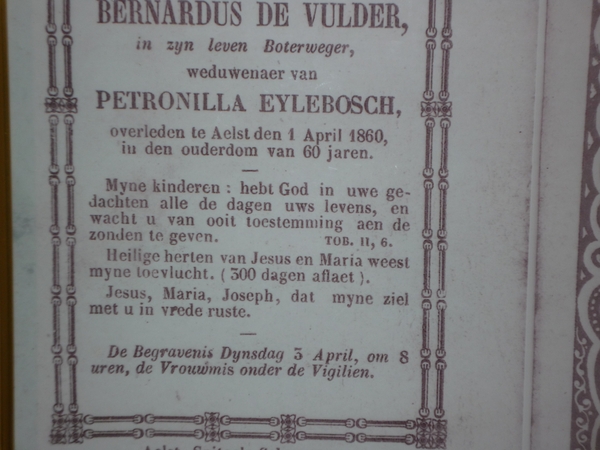 BERNARDUS DE VULDER,
in zyn leven Boterweger,
weduwenaer van
PETRONILLA EYLEBOSCH,
overleden te Aelst den 1 April 1860,
in den ouderdom van 60 jaren.
Myne kinderen : hebt God in uwe ge-
dachten alle de dagen uws levens, en
wacht u van ooit toestemming aen de
zonden te geven. TOB. II, 6.
Heilige herten van Jesus en Maria weest
myne toevlucht. ( 300 dagen aflaet ).
Jesus, Maria, Joseph, dat myne ziel
met u in vrede ruste.
De Begravenis Dynsdag 3 April, om 8
uren, de Vrouwmis onder de Vigilien.